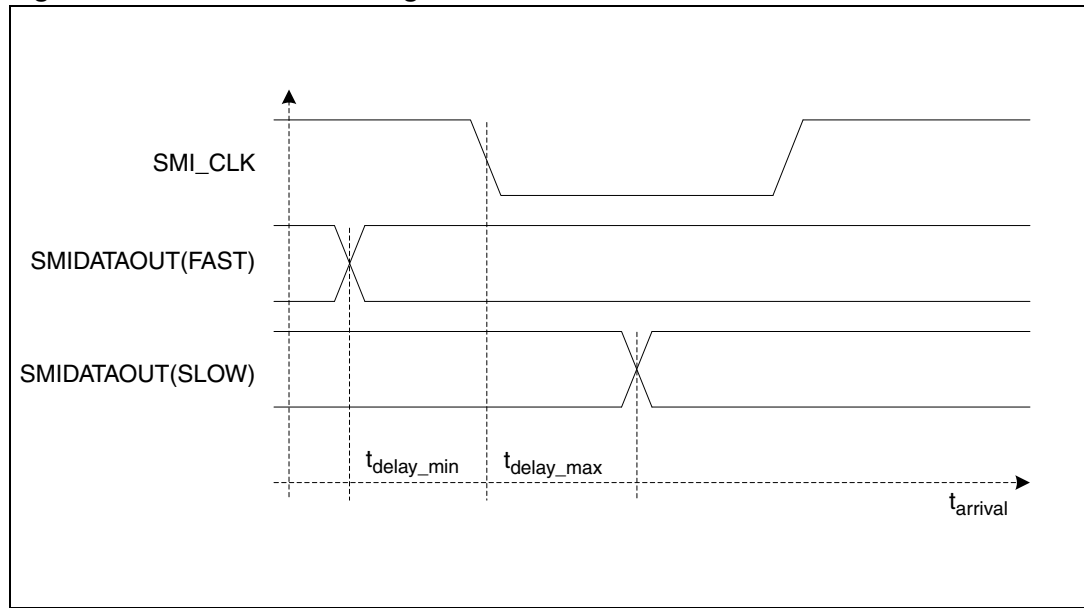 SMI_CLK
SMIDATAOUT(FAST)
SMIDATAOUT(SLOW)
tdelay_min tdelay_max
tarrival